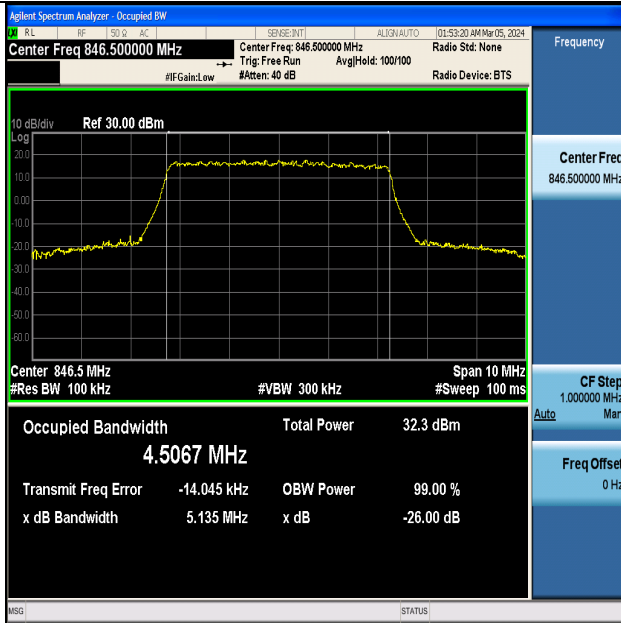 Agilent Spectrum Analyzer - Occupied BW
RL RF 50 Ω AC SENSE:INT ALIGNAUTO 01:53:20 AM Mar 05, 2024
Center Freq 846.500000 MHz
Center Freq: 846.500000 MHz Radio Std: None
Trig: Free Run Avg|Hold: 100/100
#IFGain:Low #Atten: 40 dB Radio Device: BTS
Frequency
10 dB/div Ref 30.00 dBm
Log
20.0
10.0
0.00
-10.0
-20.0
-30.0
-40.0
-50.0
-60.0
Center 846.5 MHz Span 10 MHz
#Res BW 100 kHz #VBW 300 kHz #Sweep 100 ms
Occupied Bandwidth Total Power 32.3 dBm
4.5067 MHz
Transmit Freq Error -14.045 kHz OBW Power 99.00 %
x dB Bandwidth 5.135 MHz x dB -26.00 dB
Center Freq
846.500000 MHz
CF Step
1.000000 MHz
Auto Man
Freq Offset
0 Hz
MSG STATUS